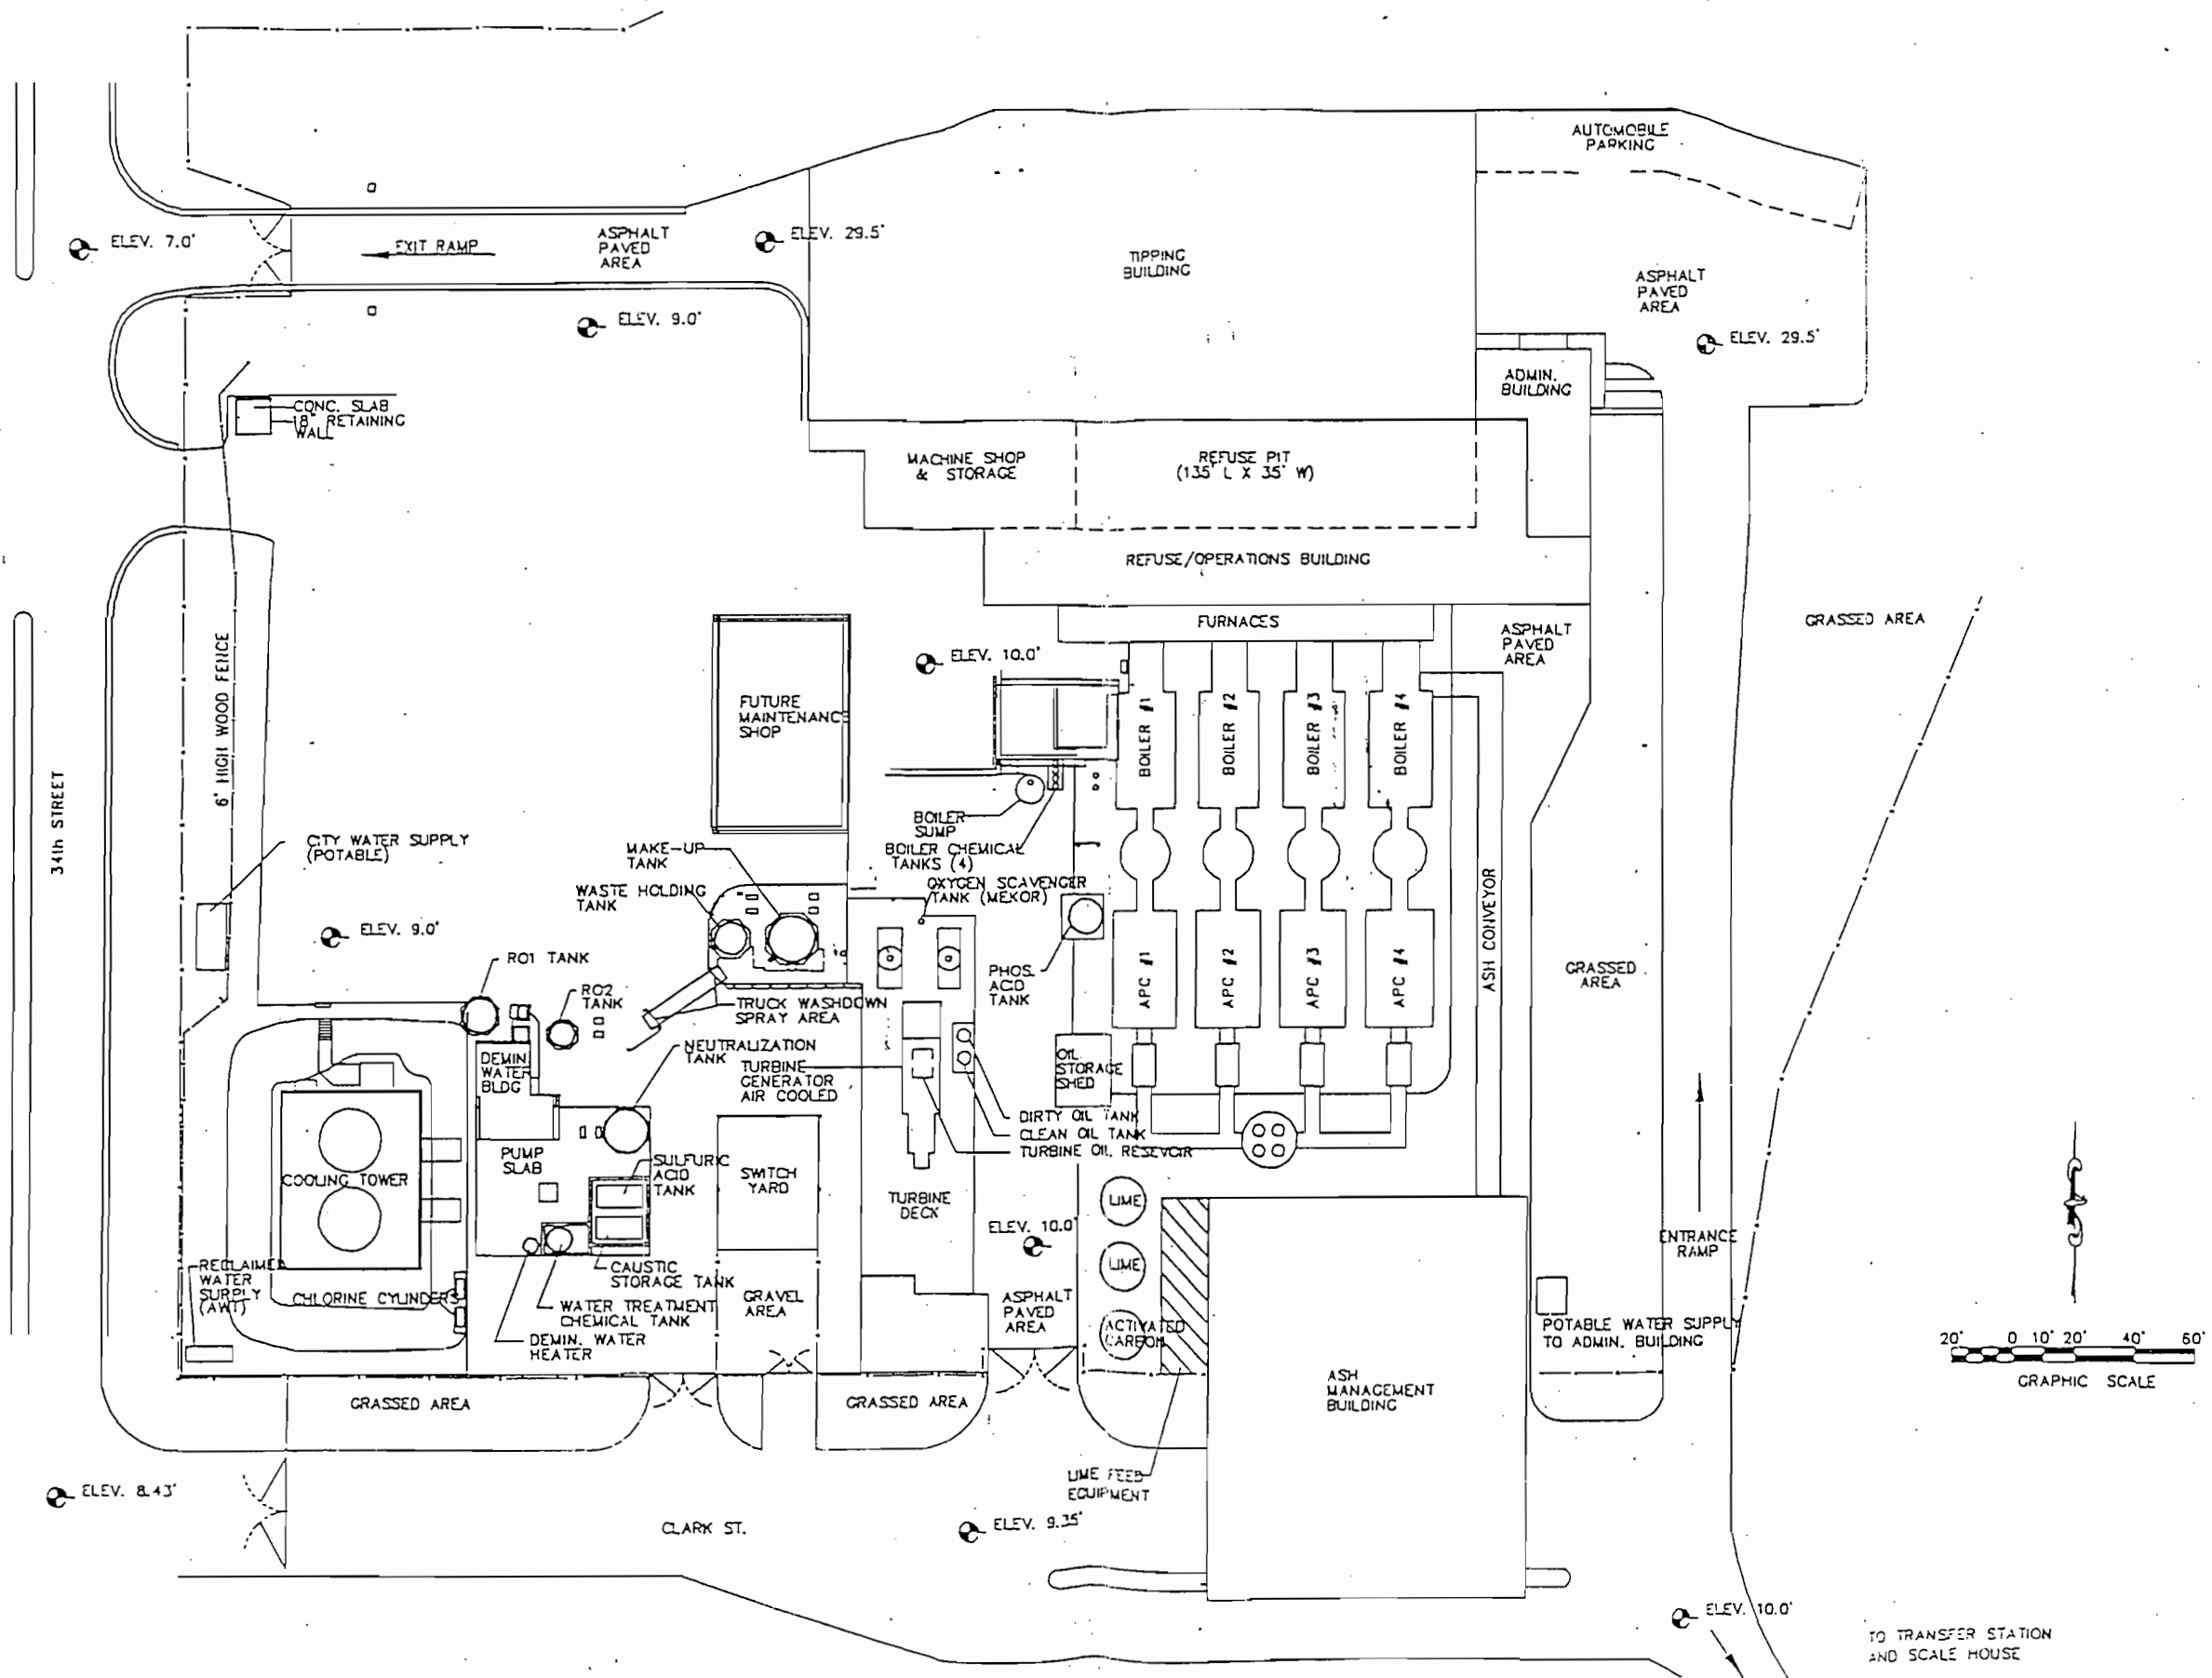 AUTOMOBILE
PARKING
ELEV. 7.0'
EXIT RAMP
ASPHALT
PAVED
AREA
ELEV. 29.5'
TIPPING
BUILDING
ASPHALT
PAVED
AREA
ELEV. 9.0'
ELEV. 29.5'
ADMIN.
BUILDING
CONC. SLAB
18" RETAINING
WALL
MACHINE SHOP
& STORAGE
REFUSE PIT
(135' L X 35' W)
REFUSE/OPERATIONS BUILDING
FURNACES
ASPHALT
PAVED
AREA
GRASSED AREA
6' HIGH WOOD FENCE
34th STREET
ELEV. 10.0'
FUTURE
MAINTENANCE
SHOP
BOILER #1
BOILER #2
BOILER #3
BOILER #4
BOILER
SUMP
BOILER CHEMICAL
TANKS (4)
CITY WATER SUPPLY
(POTABLE)
MAKE-UP
TANK
WASTE HOLDING
TANK
OXYGEN SCAVENGER
TANK (MEKOR)
ELEV. 9.0'
RO1 TANK
RO2
TANK
TRUCK WASHDOWN
SPRAY AREA
PHOS.
ACID
TANK
APC #1
APC #2
APC #3
APC #4
ASH CONVEYOR
GRASSED
AREA
DEMIN
WATER
BLDG
NEUTRALIZATION
TANK
TURBINE
GENERATOR
AIR COOLED
OIL
STORAGE
SHED
DIRTY OIL TANK
CLEAN OIL TANK
TURBINE OIL RESEVOIR
PUMP
SLAB
SULFURIC
ACID
TANK
SWITCH
YARD
COOLING TOWER
TURBINE
DECK
LIME
ELEV. 10.0'
ENTRANCE
RAMP
RECLAIMED
WATER
SURPLY
(AWT)
CHLORINE CYLINDERS
CAUSTIC
STORAGE TANK
LIME
GRAVEL
AREA
WATER TREATMENT
CHEMICAL TANK
ASPHALT
PAVED
AREA
ACTIVATED
CARBON
DEMIN. WATER
HEATER
POTABLE WATER SUPPLY
TO ADMIN. BUILDING
20' 0 10' 20' 40' 60'
GRAPHIC SCALE
GRASSED AREA
GRASSED AREA
ASH
MANAGEMENT
BUILDING
LIME FEED
EQUIPMENT
ELEV. 8.43'
CLARK ST.
ELEV. 9.35'
ELEV. 10.0'
TO TRANSFER STATION
AND SCALE HOUSE